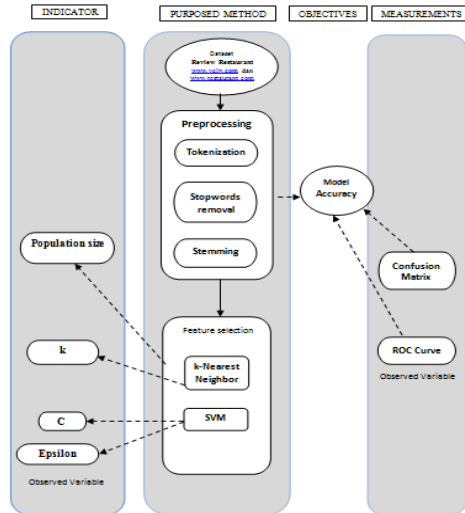 INDICATOR
PURPOSED METHOD
OBJECTIVES
MEASUREMENTS
Dataset
Review Restaurant
www.yelp.com dan
www.restaurant.com
Preprocessing
Tokenization
Stopwords
removal
Stemming
Model
Accuracy
Population size
Confusion
Matrix
Feature selection
k
k-Nearest
Neighbor
ROC Curve
Observed Variable
C
SVM
Epsilon
Observed Variable